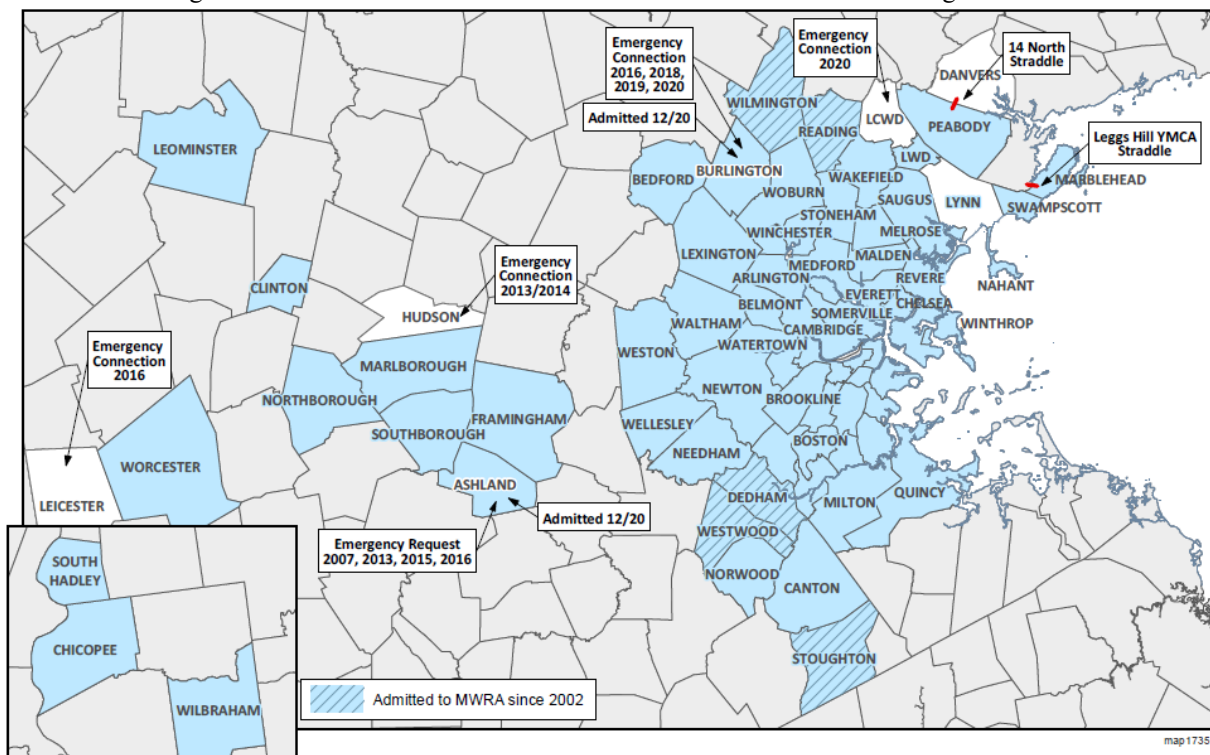 Emergency
Connection
2016, 2018,
2019, 2020
Admitted 12/20
Emergency
Connection
2020
14 North
Straddle
Leggs Hill YMCA
Straddle
DANVERS
WILMINGTON
LCWD
READING
PEABODY
LEOMINSTER
LWD
BEDFORD
BURLINGTON
WAKEFIELD
MARBLEHEAD
WOBURN
SAUGUS
LYNN
SWAMPSCOTT
STONEHAM
WINCHESTER
MELROSE
LEXINGTON
MALDEN
MEDFORD
ARLINGTON
REVERE
NAHANT
Emergency
Connection
2013/2014
CLINTON
EVERETT
BELMONT
CHELSEA
SOMERVILLE
HUDSON
WINTHROP
WALTHAM
CAMBRIDGE
WATERTOWN
WESTON
Emergency
Connection
2016
MARLBOROUGH
NEWTON
NORTHBOROUGH
BROOKLINE
FRAMINGHAM
WELLESLEY
SOUTHBOROUGH
BOSTON
NEEDHAM
WORCESTER
ASHLAND
QUINCY
DEDHAM
MILTON
LEICESTER
Admitted 12/20
WESTWOOD
Emergency Request
2007, 2013, 2015, 2016
NORWOOD
CANTON
SOUTH
HADLEY
CHICOPEE
STOUGHTON
WILBRAHAM
Admitted to MWRA since 2002
map1735